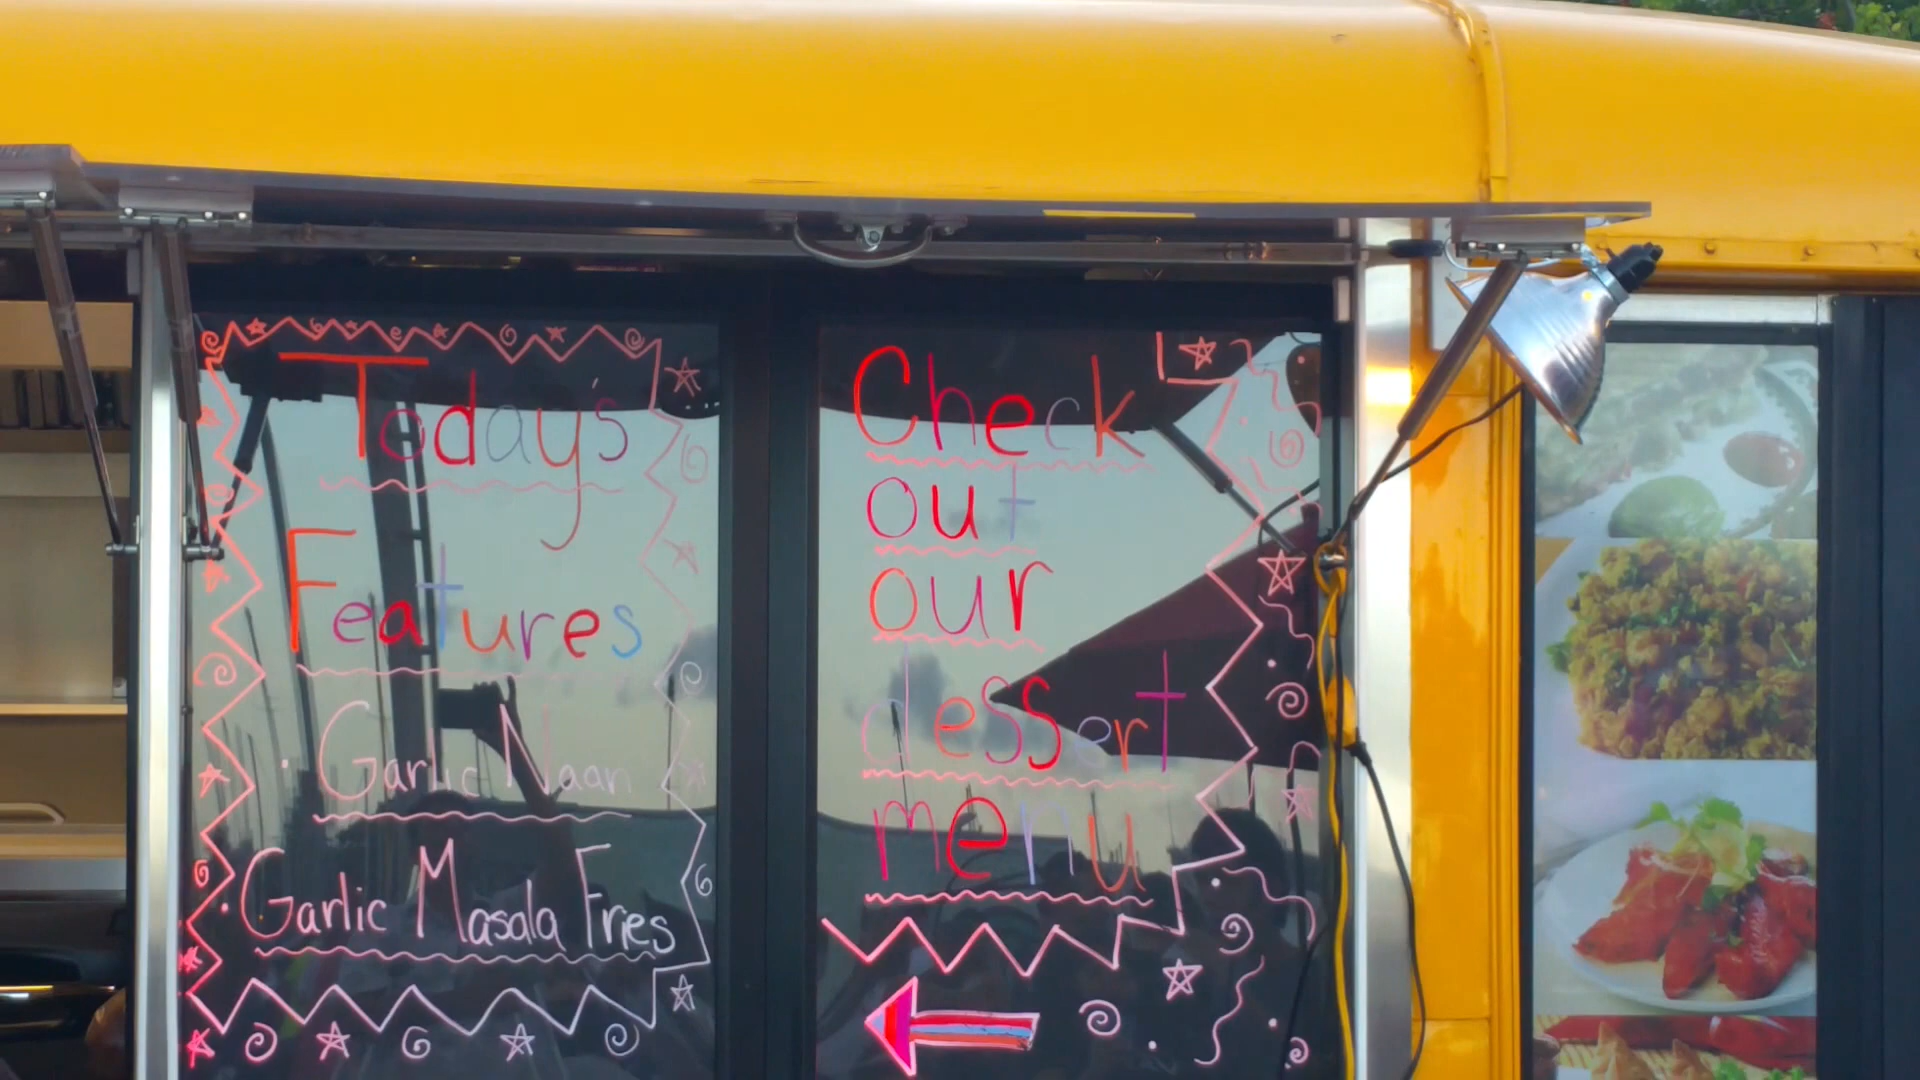 Today's
Features
· Garlic Naan
· Garlic Masala Fries
Check
out
our
dessert
menu